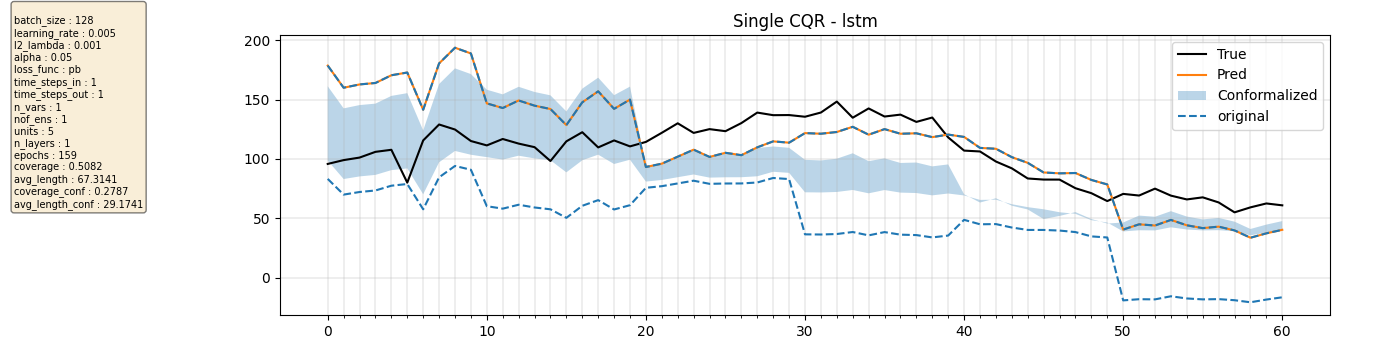 batch_size : 128
learning_rate : 0.005
l2_lambda : 0.001
alpha : 0.05
loss_func : pb
time_steps_in : 1
time_steps_out : 1
n_vars : 1
nof_ens : 1
units : 5
n_layers : 1
epochs : 159
coverage : 0.5082
avg_length : 67.3141
coverage_conf : 0.2787
avg_length_conf : 29.1741
Single CQR - lstm
200
150
100
50
0
True
Pred
Conformalized
original
0 10 20 30 40 50 60